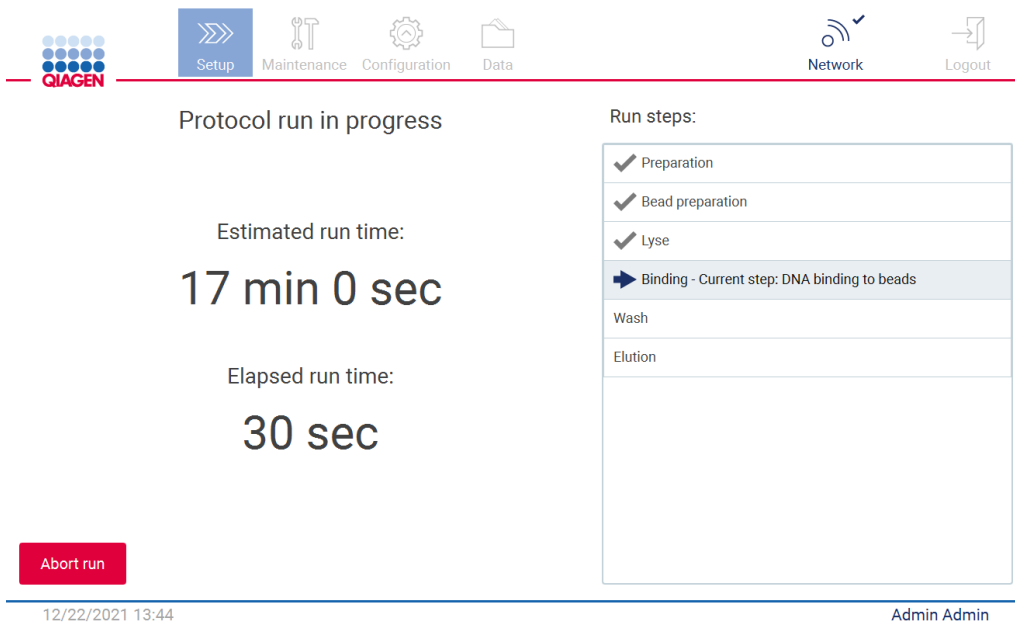 QIAGEN
Setup
Maintenance
Configuration
Data
Network
Logout
Protocol run in progress
Estimated run time:
17 min 0 sec
Elapsed run time:
30 sec
Abort run
Run steps:
Preparation
Bead preparation
Lyse
Binding - Current step: DNA binding to beads
Wash
Elution
12/22/2021 13:44
Admin Admin